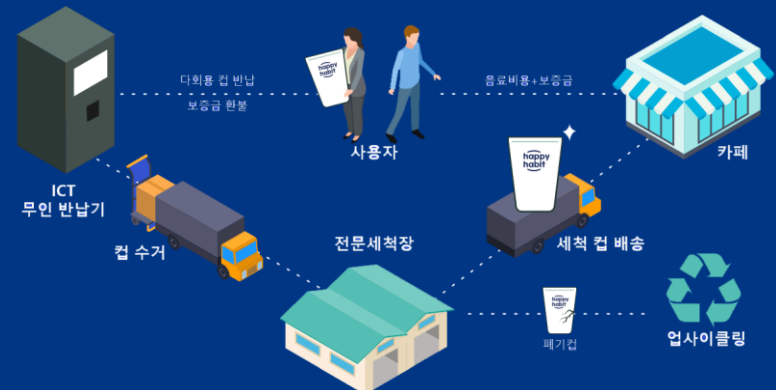 다회용 컵 반납
보증금 환불
happy
habit
음료비용+보증금
사용자
카페
ICT
무인 반납기
happy
habit
컵 수거
전문세척장
세척 컵 배송
happy
habit
폐기컵
업사이클링